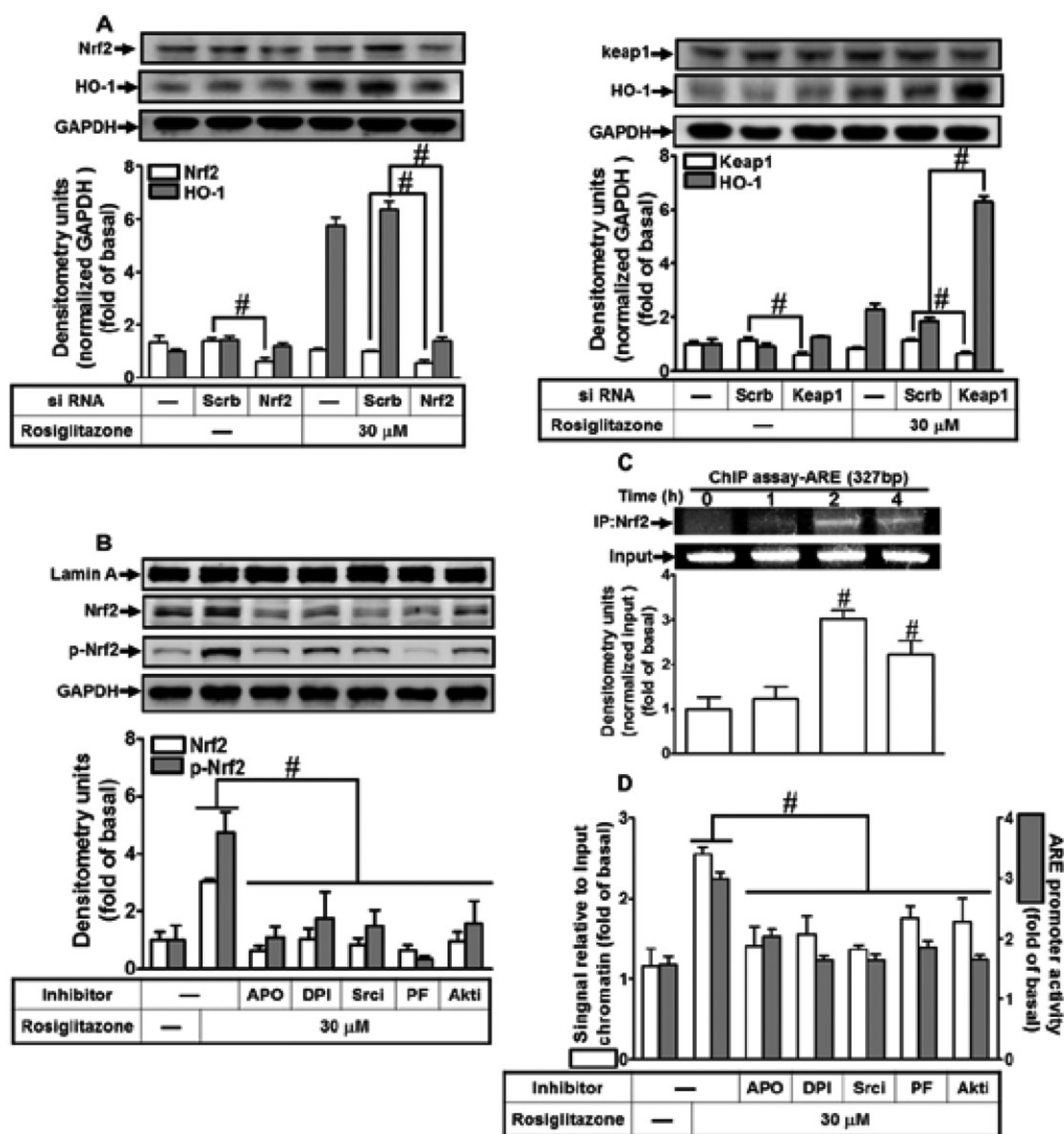 A
Nrf2
HO-1
GAPDH
Densitometry units
(normalized GAPDH )
(fold of basal)
8
6
4
2
0
Nrf2
HO-1
#
#
#
si RNA — Scrb Nrf2 — Scrb Nrf2
Rosiglitazone — 30 μM
keap1
HO-1
GAPDH
Densitometry units
(normalized GAPDH )
(fold of basal)
8
6
4
2
0
Keap1
HO-1
#
#
#
si RNA — Scrb Keap1 — Scrb Keap1
Rosiglitazone — 30 μM
B
Lamin A
Nrf2
p-Nrf2
GAPDH
Densitometry units
(fold of basal)
8
6
4
2
0
Nrf2
p-Nrf2
#
Inhibitor — APO DPI Srci PF Akti
Rosiglitazone — 30 μM
C
ChIP assay-ARE (327bp)
Time (h) 0 1 2 4
IP:Nrf2
Input
Densitometry units
(normalized input)
(fold of basal)
4
3
2
1
0
#
#
D
Singnal relative to Input
chromatin (fold of basal)
3
2
1
0
#
4
3
2
1
0
ARE promoter activity
(fold of basal)
Inhibitor — APO DPI Srci PF Akti
Rosiglitazone — 30 μM